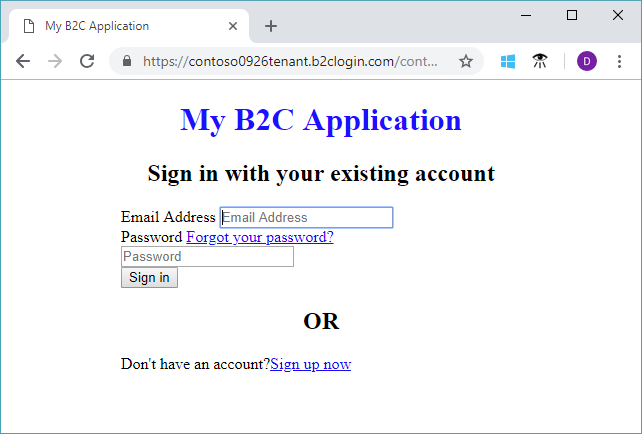 My B2C Application
https://contoso0926tenant.b2clogin.com/cont...
D
My B2C Application
Sign in with your existing account
Email Address Email Address
Password Forgot your password?
Password
Sign in
OR
Don't have an account?Sign up now